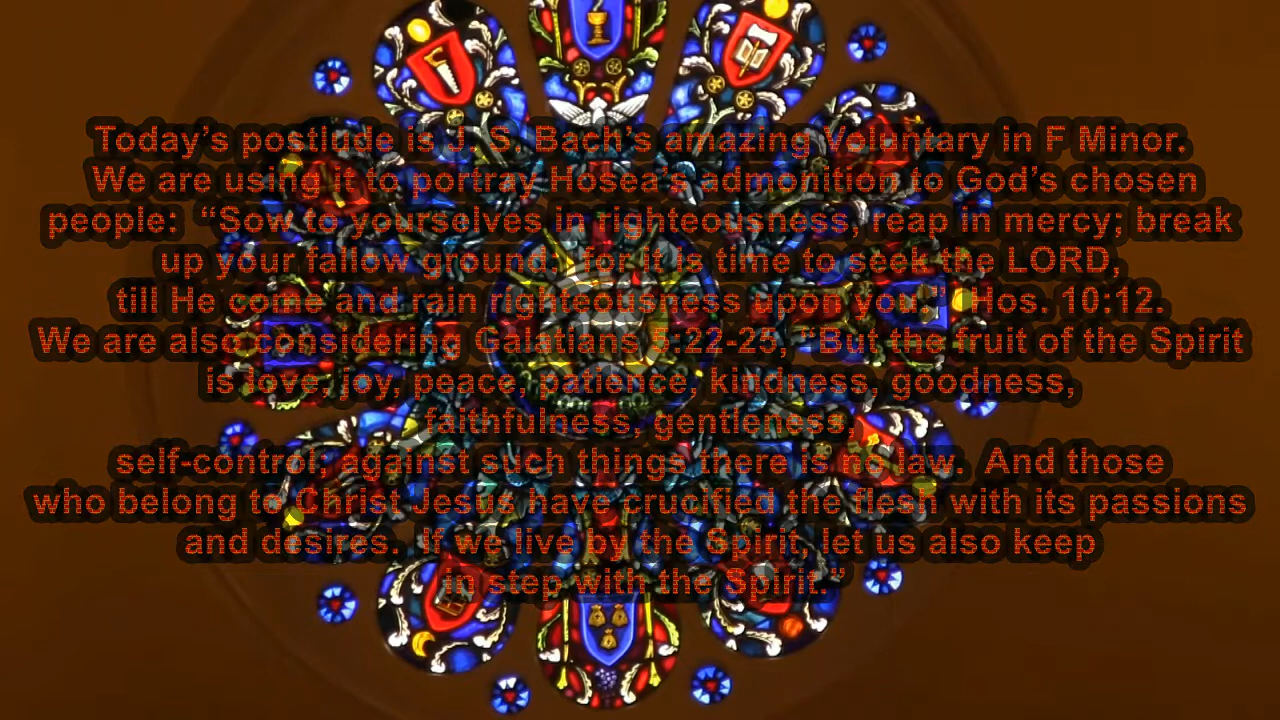 Today’s postlude is J. S. Bach’s amazing Voluntary in F Minor.
We are using it to portray Hosea’s admonition to God’s chosen
people:  “Sow to yourselves in righteousness, reap in mercy; break
up your fallow ground:  for it is time to seek the LORD,
till He come and rain righteousness upon you.”  Hos. 10:12.
We are also considering Galatians 5:22-25, “But the fruit of the Spirit
is love, joy, peace, patience, kindness, goodness,
faithfulness, gentleness,
self-control; against such things there is no law.  And those
who belong to Christ Jesus have crucified the flesh with its passions
and desires.  If we live by the Spirit, let us also keep
in step with the Spirit.”